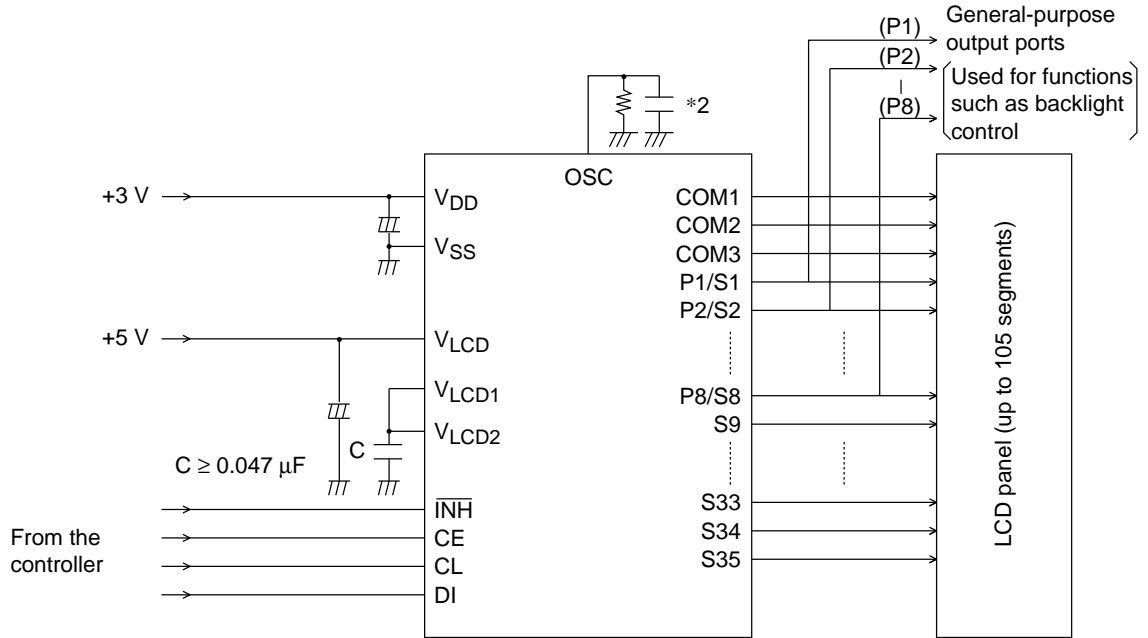 (P1)
General-purpose
output ports
(P2)
(P8)
Used for functions
such as backlight
control
*2
OSC
+3 V
VDD
VSS
+5 V
VLCD
VLCD1
VLCD2
C
C ≥ 0.047 μF
From the
controller
INH
CE
CL
DI
COM1
COM2
COM3
P1/S1
P2/S2
P8/S8
S9
S33
S34
S35
LCD panel (up to 105 segments)